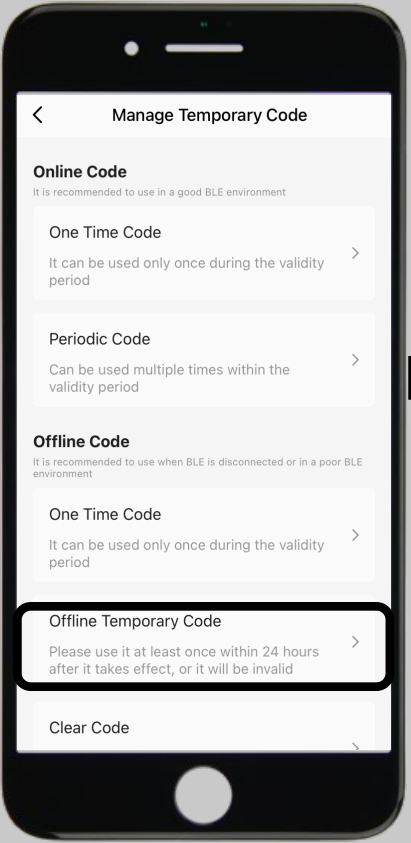 Manage Temporary Code
Online Code
It is recommended to use in a good BLE environment
One Time Code
It can be used only once during the validity
period
Periodic Code
Can be used multiple times within the
validity period
Offline Code
It is recommended to use when BLE is disconnected or in a poor BLE
environment
One Time Code
It can be used only once during the validity
period
Offline Temporary Code
Please use it at least once within 24 hours
after it takes effect, or it will be invalid
Clear Code